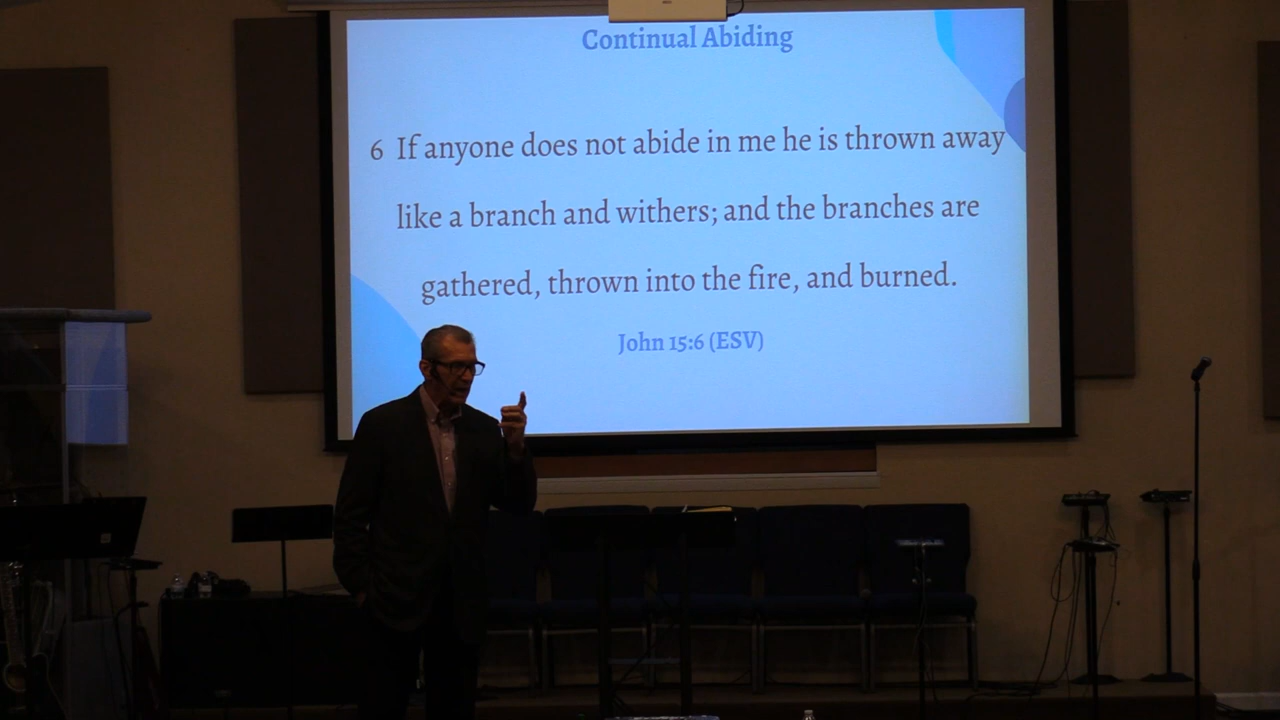 Continual Abiding
6 If anyone does not abide in me he is thrown away
like a branch and withers; and the branches are
gathered, thrown into the fire, and burned.
John 15:6 (ESV)